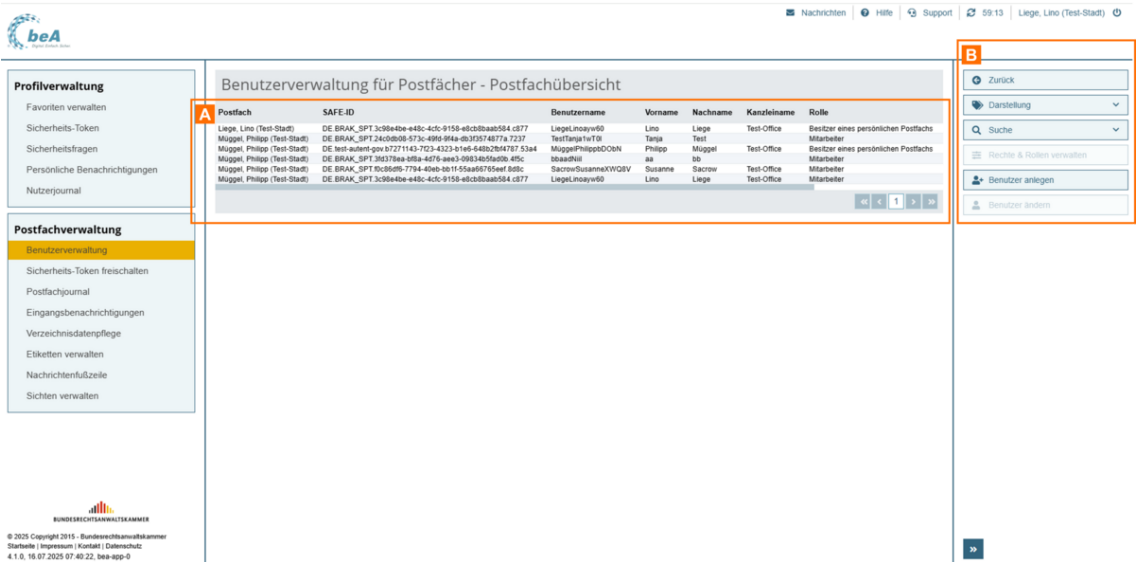 Nachrichten Hilfe Support 59:13 Liege, Lino (Test-Stadt)
beA
Digital. Einfach. Sicher.
B
Profilverwaltung
Favoriten verwalten
Sicherheits-Token
Sicherheitsfragen
Persönliche Benachrichtigungen
Nutzerjournal
Postfachverwaltung
Benutzerverwaltung
Sicherheits-Token freischalten
Postfachjournal
Eingangsbenachrichtigungen
Verzeichnisdatenpflege
Etiketten verwalten
Nachrichtenfußzeile
Sichten verwalten
BUNDESRECHTSANWALTSKAMMER
© 2025 Copyright 2015 - Bundesrechtsanwaltskammer
Startseite | Impressum | Kontakt | Datenschutz
4.1.0, 16.07.2025 07:40:22, bea-app-0
Benutzerverwaltung für Postfächer - Postfachübersicht
A
Postfach SAFE-ID Benutzername Vorname Nachname Kanzleiname Rolle
Liege, Lino (Test-Stadt) DE.BRAK_SPT.3c98e4be-e48c-4cfc-9158-e8cb8baab584.c877 LiegeLinoayw60 Lino Liege Test-Office Besitzer eines persönlichen Postfachs
Müggel, Philipp (Test-Stadt) DE.BRAK_SPT.24c0db08-573c-49fd-9f4a-db3f3574877a.7237 TestTanja1wT0l Tanja Test Mitarbeiter
Müggel, Philipp (Test-Stadt) DE.test-autent-gov.b7271143-7f23-4323-b1e6-648b2fbf4787.53a4 MüggelPhilippbDObN Philipp Müggel Test-Office Besitzer eines persönlichen Postfachs
Müggel, Philipp (Test-Stadt) DE.BRAK_SPT.3fd378ea-bf8a-4d76-aee3-09834b5fad0b.4f5c bbaadNiil aa bb Mitarbeiter
Müggel, Philipp (Test-Stadt) DE.BRAK_SPT.f0c86df6-7794-40eb-bb1f-55aa66765eef.8d8c SacrowSusanneXWQ8V Susanne Sacrow Test-Office Mitarbeiter
Müggel, Philipp (Test-Stadt) DE.BRAK_SPT.3c98e4be-e48c-4cfc-9158-e8cb8baab584.c877 LiegeLinoayw60 Lino Liege Test-Office Mitarbeiter
« ‹ 1 › »
Zurück
Darstellung
Suche
Rechte & Rollen verwalten
Benutzer anlegen
Benutzer ändern
»